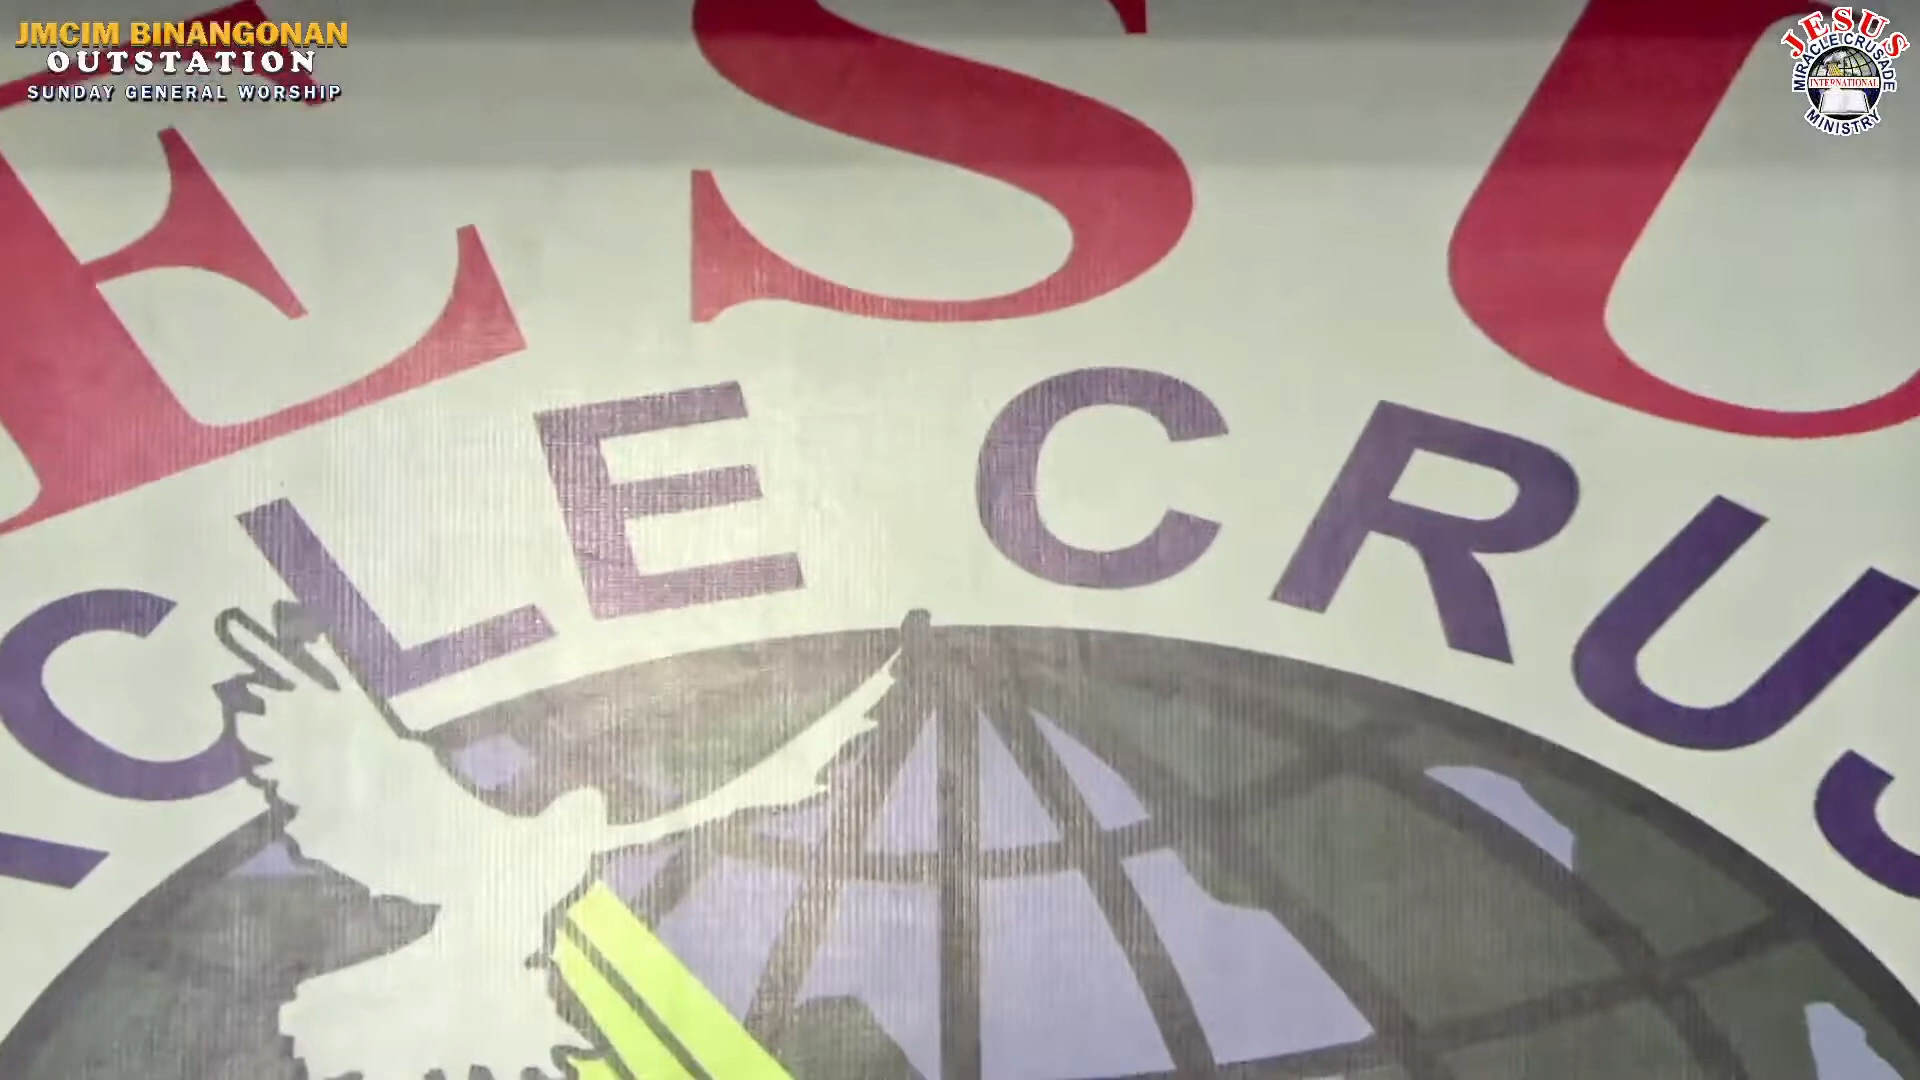 JMCIM BINANGONAN
OUTSTATION
SUNDAY GENERAL WORSHIP
JESUS
MIRACLE CRUSADE
INTERNATIONAL
MINISTRY
ESU
CLE CRUS